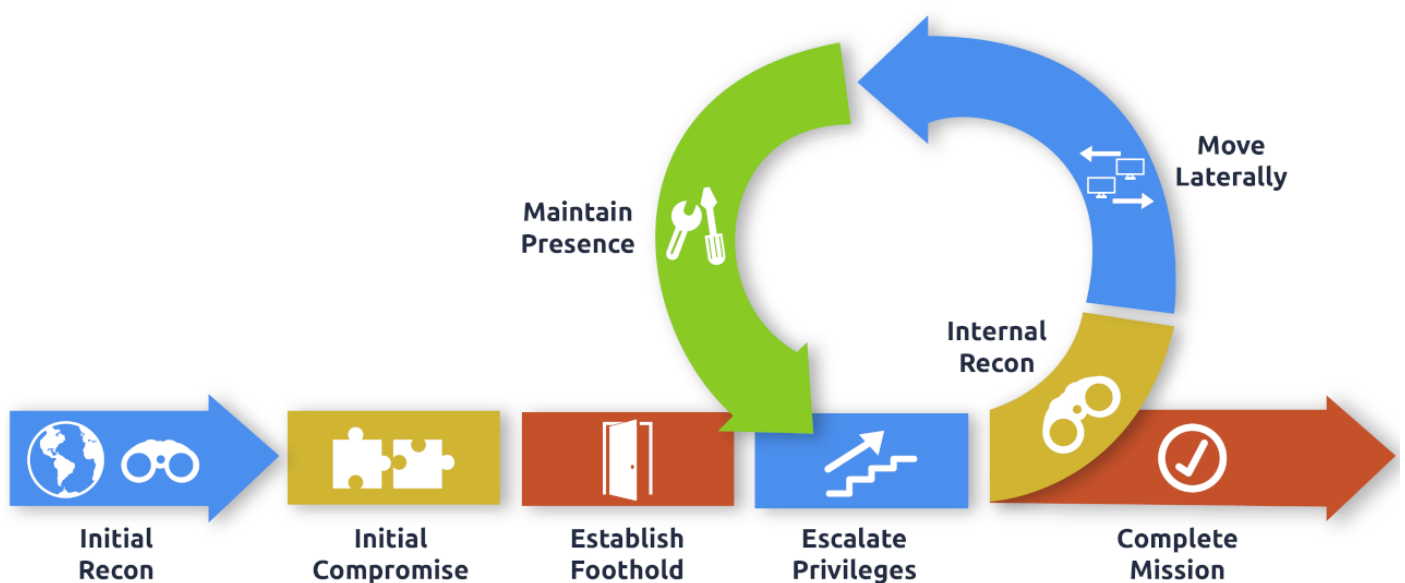 Move
Laterally
Maintain
Presence
Internal
Recon
Initial
Recon
Initial
Compromise
Establish
Foothold
Escalate
Privileges
Complete
Mission